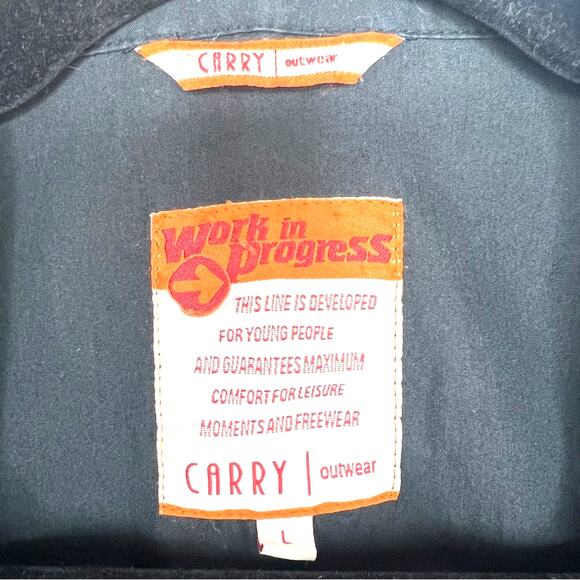 CARRY | outwear
Work in
progress
THIS LINE IS DEVELOPED
FOR YOUNG PEOPLE
AND GUARANTEES MAXIMUM
COMFORT FOR LEISURE
MOMENTS AND FREEWEAR
CARRY | outwear
L